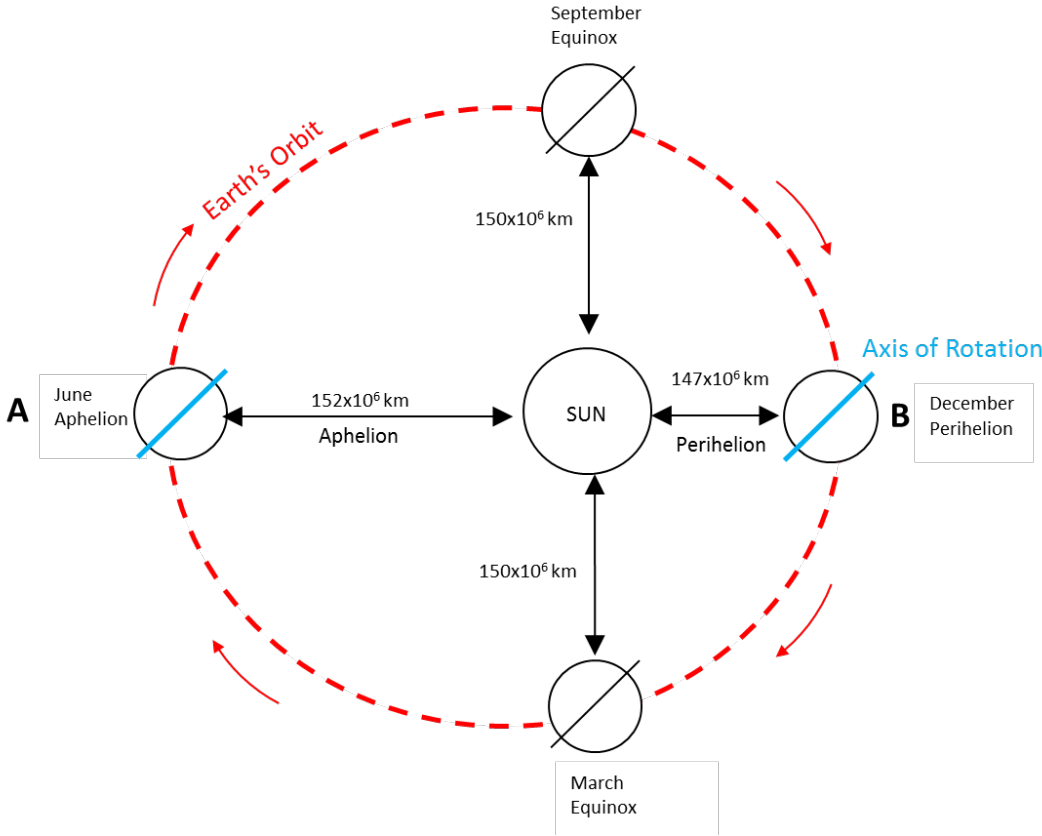 September
Equinox
Earth's Orbit
150x10⁶ km
Axis of Rotation
A
June
Aphelion
152x10⁶ km
Aphelion
SUN
147x10⁶ km
Perihelion
B
December
Perihelion
150x10⁶ km
March
Equinox